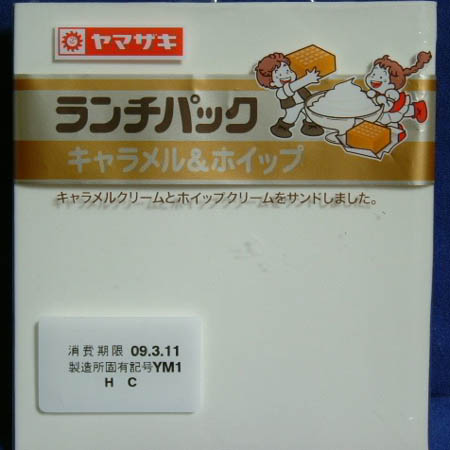 ヤマザキ
ランチパック
キャラメル&ホイップ
キャラメルクリームとホイップクリームをサンドしました。
消費期限 09.3.11
製造所固有記号YM1
H C